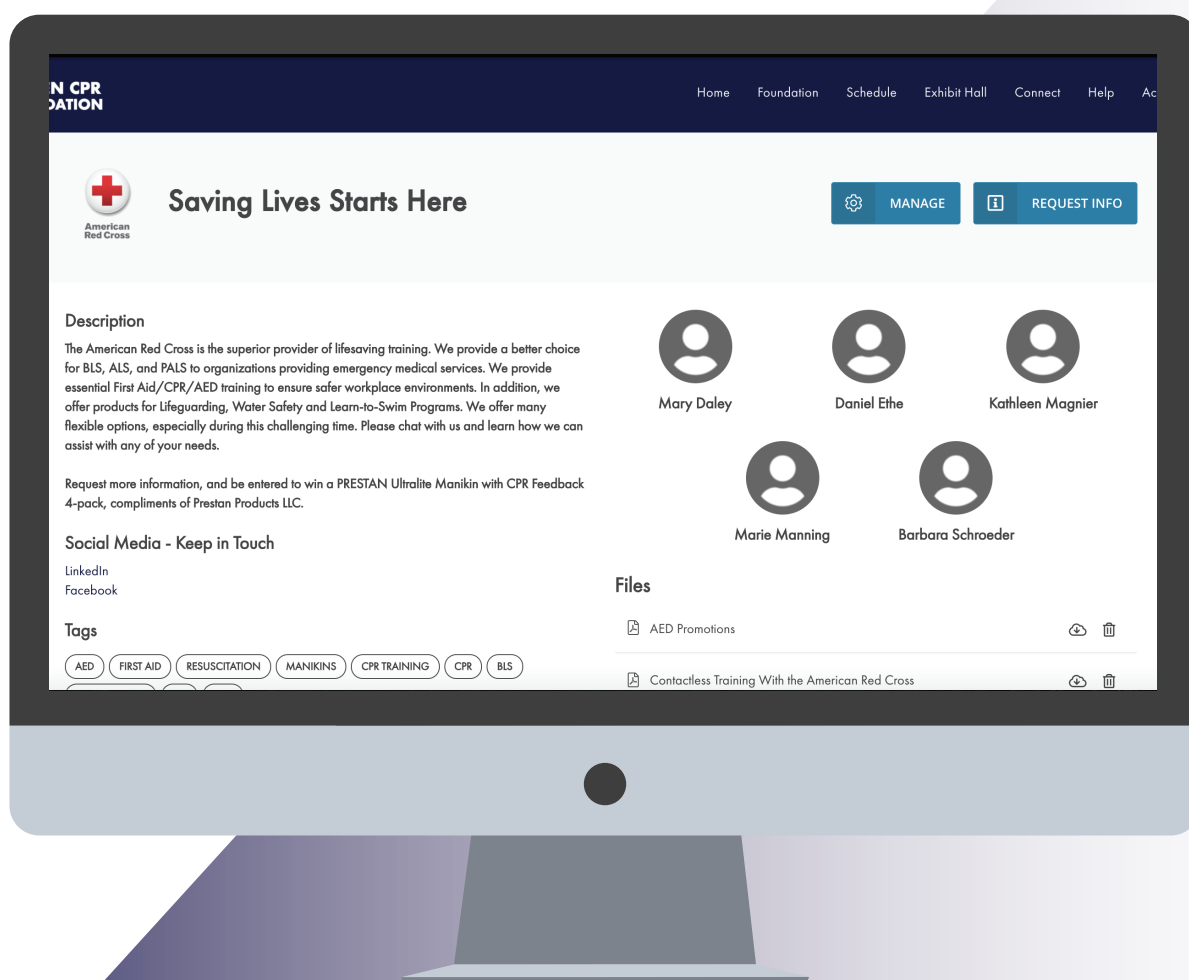 N CPR
DATION
Home Foundation Schedule Exhibit Hall Connect Help Ac
American
Red Cross
Saving Lives Starts Here
MANAGE
REQUEST INFO
Description
The American Red Cross is the superior provider of lifesaving training. We provide a better choice
for BLS, ALS, and PALS to organizations providing emergency medical services. We provide
essential First Aid/CPR/AED training to ensure safer workplace environments. In addition, we
offer products for Lifeguarding, Water Safety and Learn-to-Swim Programs. We offer many
flexible options, especially during this challenging time. Please chat with us and learn how we can
assist with any of your needs.
Request more information, and be entered to win a PRESTAN Ultralite Manikin with CPR Feedback
4-pack, compliments of Prestan Products LLC.
Social Media - Keep in Touch
LinkedIn
Facebook
Tags
AED FIRST AID RESUSCITATION MANIKINS CPR TRAINING CPR BLS
Mary Daley Daniel Ethe Kathleen Magnier
Marie Manning Barbara Schroeder
Files
AED Promotions
Contactless Training With the American Red Cross